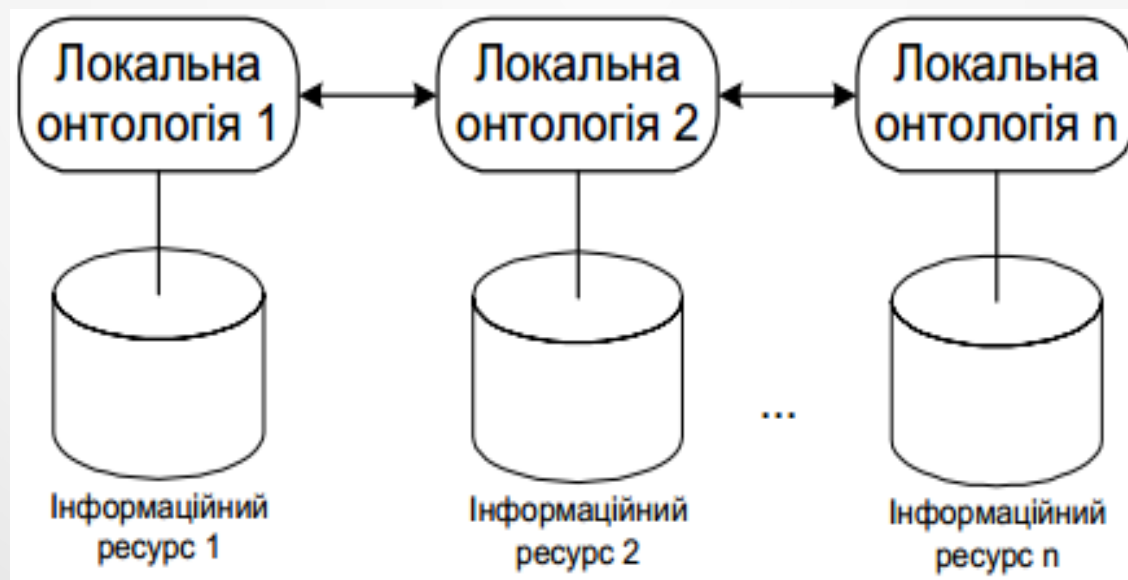 Локальна
онтологія 1
Локальна
онтологія 2
Локальна
онтологія n
...
Інформаційний
ресурс 1
Інформаційний
ресурс 2
Інформаційний
ресурс n